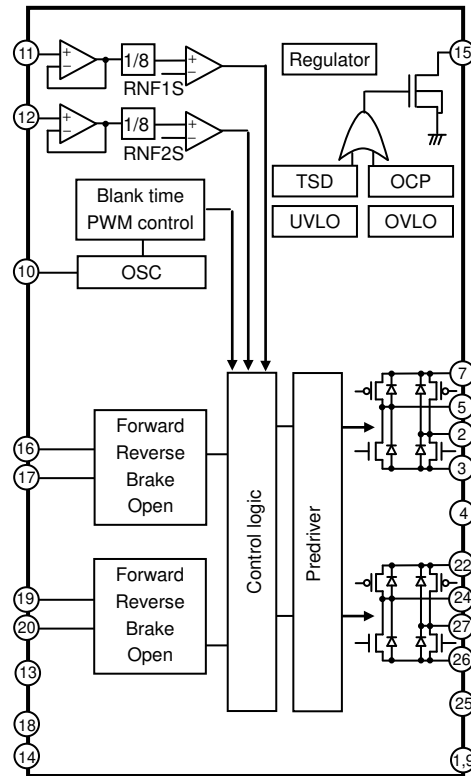 11
+
−
1/8
+
−
RNF1S
Regulator
15
12
+
−
1/8
+
−
RNF2S
TSD
OCP
UVLO
OVLO
Blank time
PWM control
10
OSC
7
5
2
3
4
16
17
Forward
Reverse
Brake
Open
Control logic
Predriver
22
24
27
26
19
20
Forward
Reverse
Brake
Open
13
25
18
14
1,9